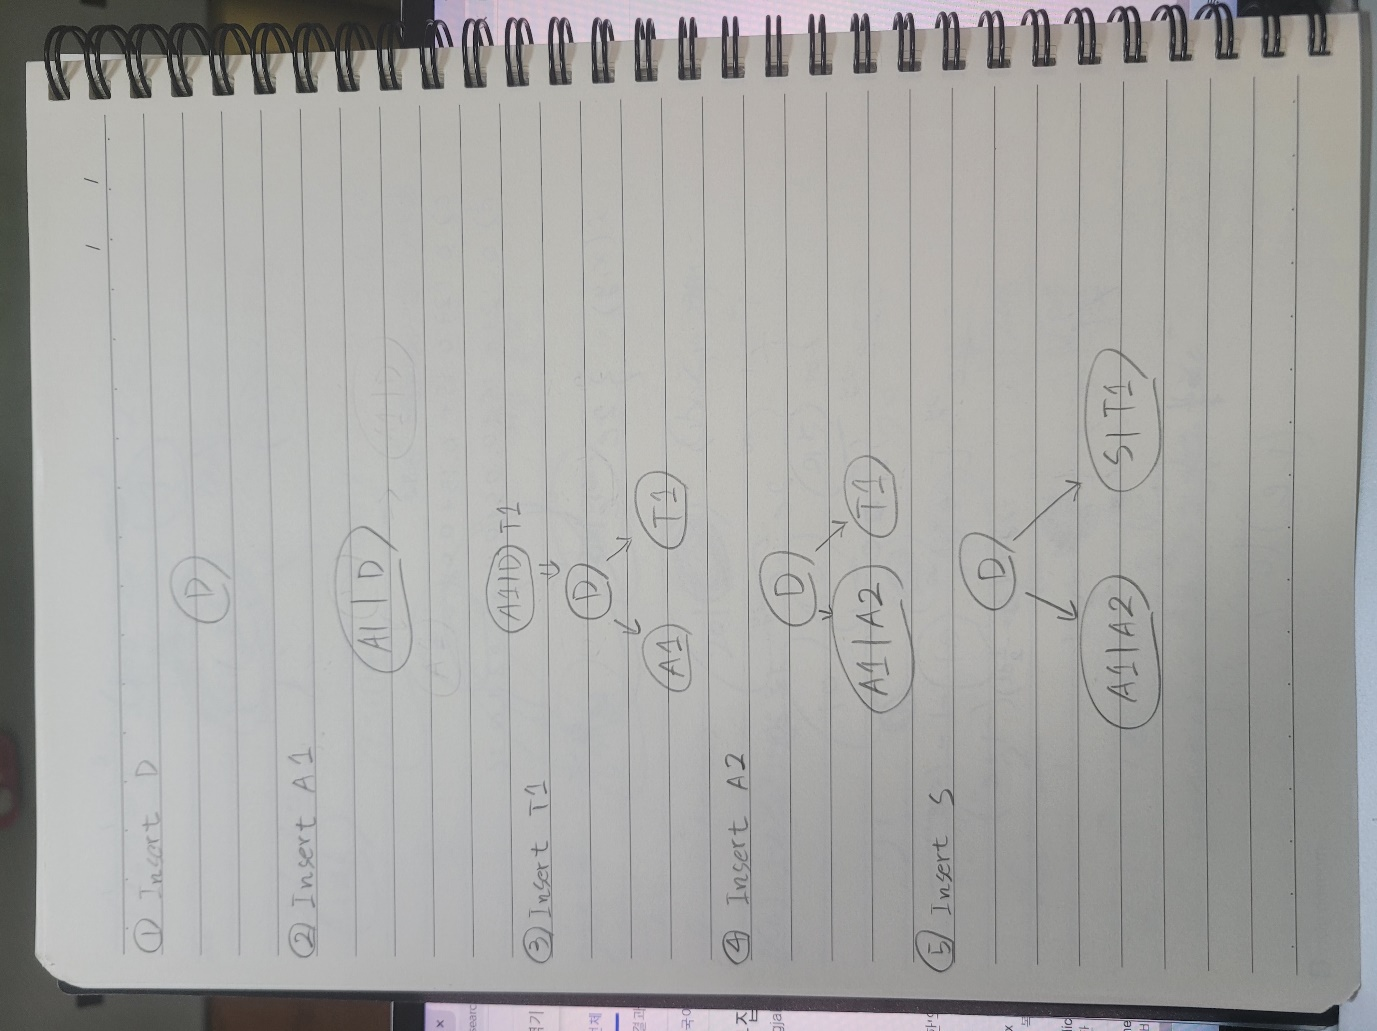 ① Insert D
D
② Insert A1
A1 | D
③ Insert T1
A1|D T1
⇓
D
A1 T1
④ Insert A2
D
A1 | A2 T1
⑤ Insert S
D
A1 | A2 S | T1